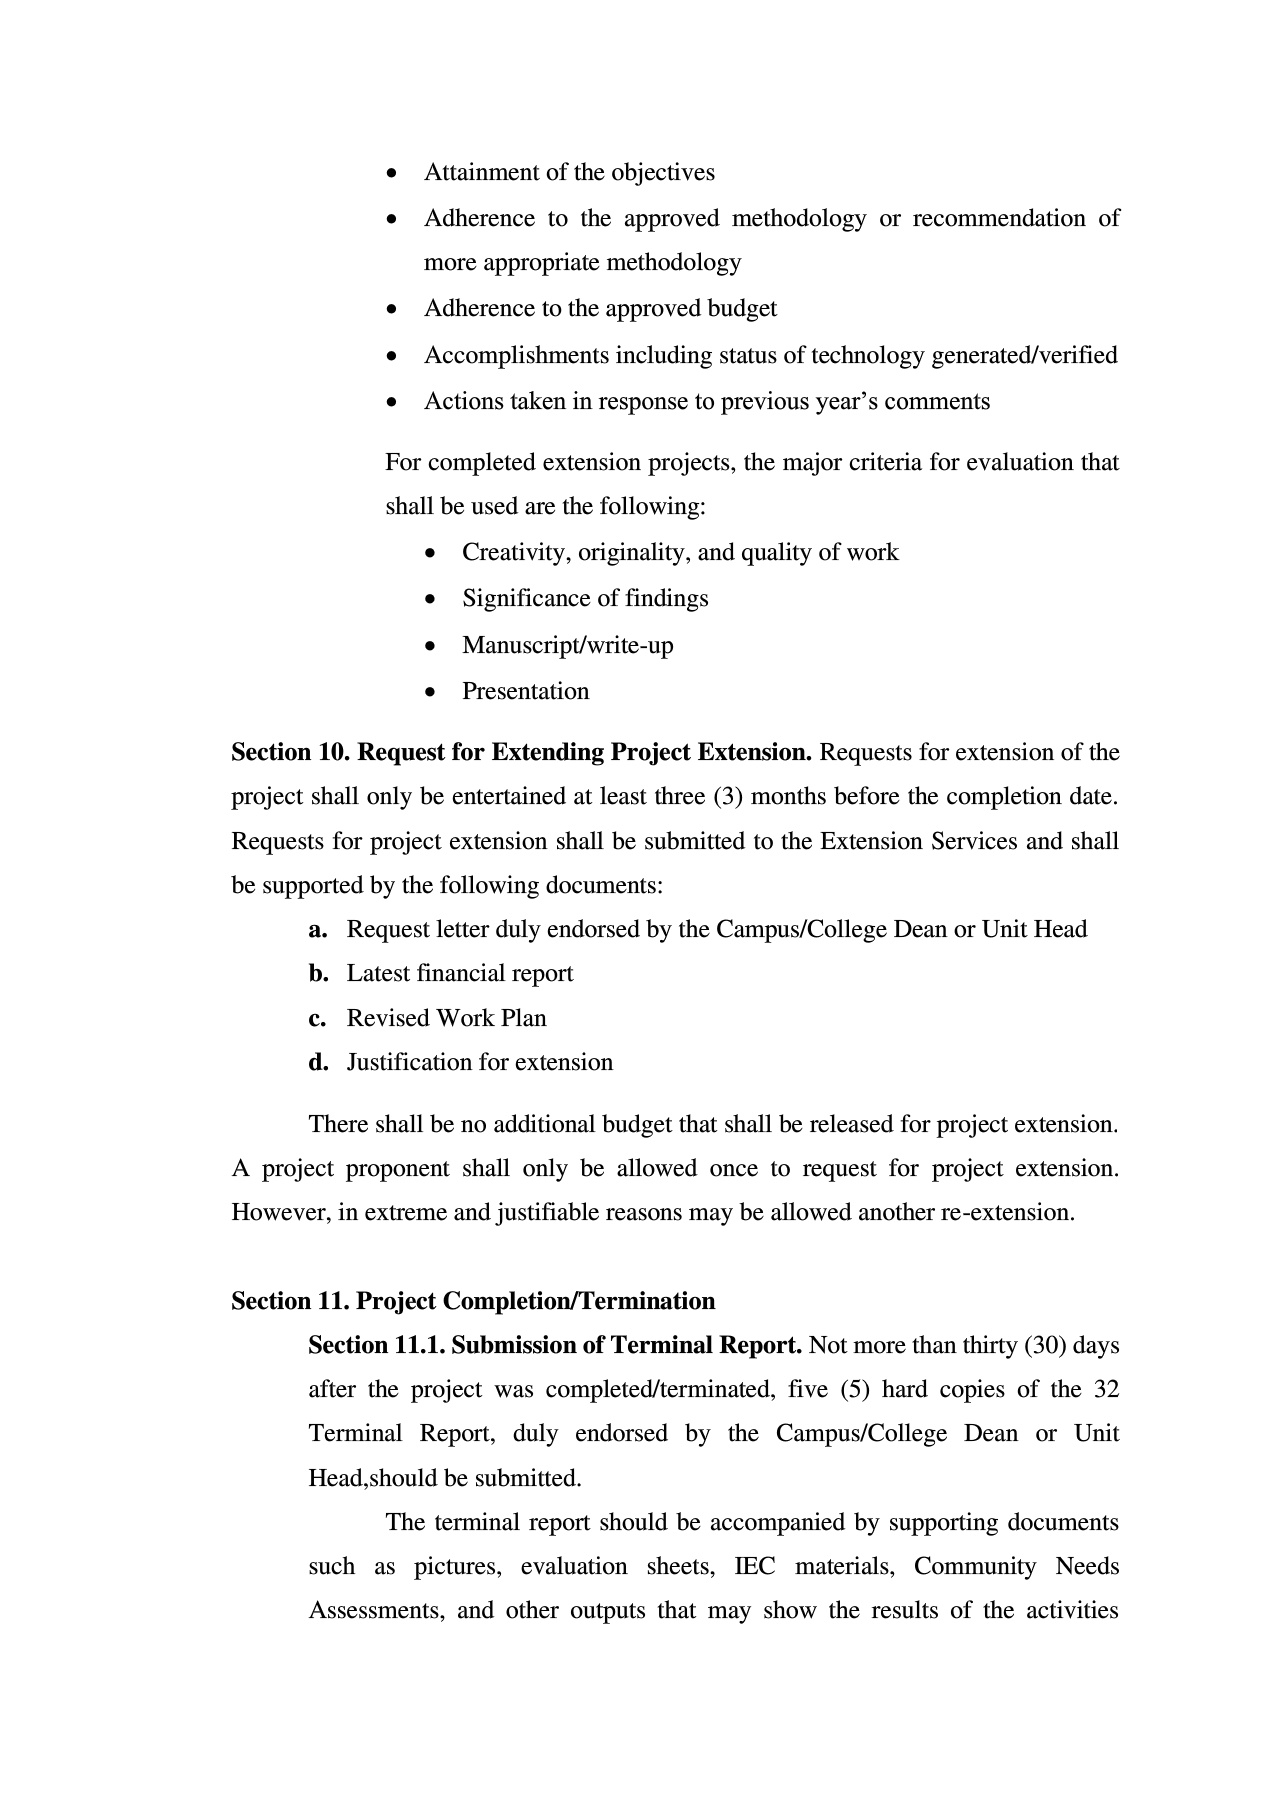 • Attainment of the objectives
• Adherence to the approved methodology or recommendation of
more appropriate methodology
• Adherence to the approved budget
• Accomplishments including status of technology generated/verified
• Actions taken in response to previous year’s comments
For completed extension projects, the major criteria for evaluation that
shall be used are the following:
• Creativity, originality, and quality of work
• Significance of findings
• Manuscript/write-up
• Presentation
Section 10. Request for Extending Project Extension. Requests for extension of the
project shall only be entertained at least three (3) months before the completion date.
Requests for project extension shall be submitted to the Extension Services and shall
be supported by the following documents:
a. Request letter duly endorsed by the Campus/College Dean or Unit Head
b. Latest financial report
c. Revised Work Plan
d. Justification for extension
There shall be no additional budget that shall be released for project extension.
A project proponent shall only be allowed once to request for project extension.
However, in extreme and justifiable reasons may be allowed another re-extension.
Section 11. Project Completion/Termination
Section 11.1. Submission of Terminal Report. Not more than thirty (30) days
after the project was completed/terminated, five (5) hard copies of the 32
Terminal Report, duly endorsed by the Campus/College Dean or Unit
Head,should be submitted.
The terminal report should be accompanied by supporting documents
such as pictures, evaluation sheets, IEC materials, Community Needs
Assessments, and other outputs that may show the results of the activities